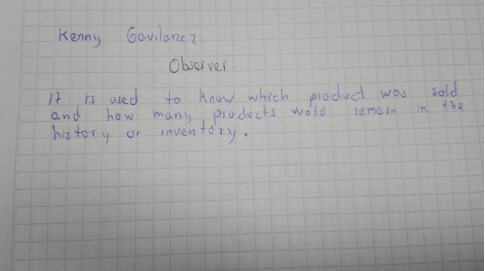 Kenny Gavilanez
Observer.
It is used to know which product was sold
and how many products wold remain in the
history or inventory.